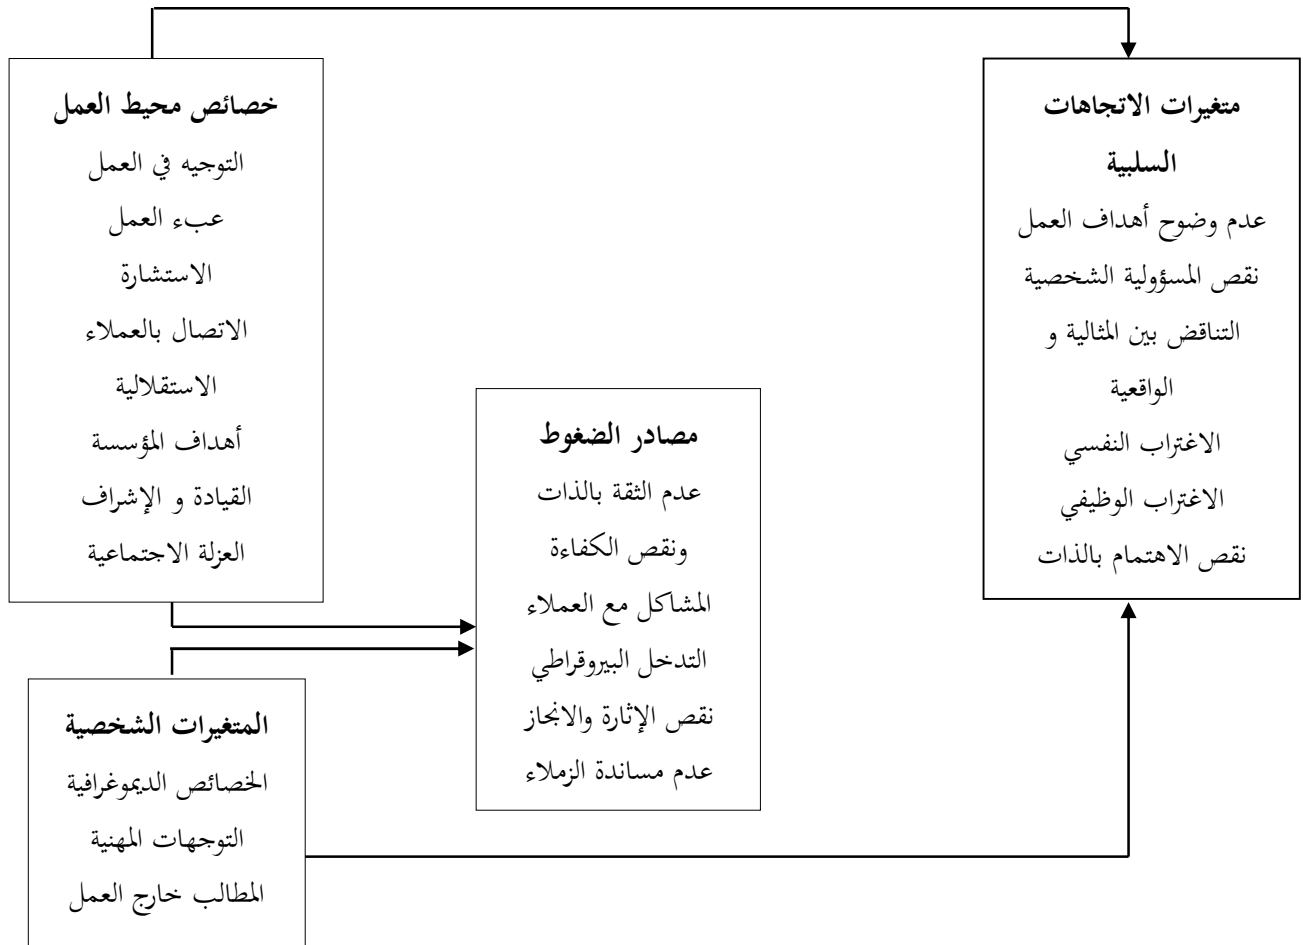 خصائص محيط العمل
التوجيه في العمل
عبء العمل
الاستشارة
الاتصال بالعملاء
الاستقلالية
أهداف المؤسسة
القيادة و الإشراف
العزلة الاجتماعية
متغيرات الاتجاهات
السلبية
عدم وضوح أهداف العمل
نقص المسؤولية الشخصية
التناقض بين المثالية و
الواقعية
الاغتراب النفسي
الاغتراب الوظيفي
نقص الاهتمام بالذات
مصادر الضغوط
عدم الثقة بالذات
ونقص الكفاءة
المشاكل مع العملاء
التدخل البيروقراطي
نقص الإثارة والانجاز
عدم مساندة الزملاء
المتغيرات الشخصية
الخصائص الديموغرافية
التوجهات المهنية
المطالب خارج العمل